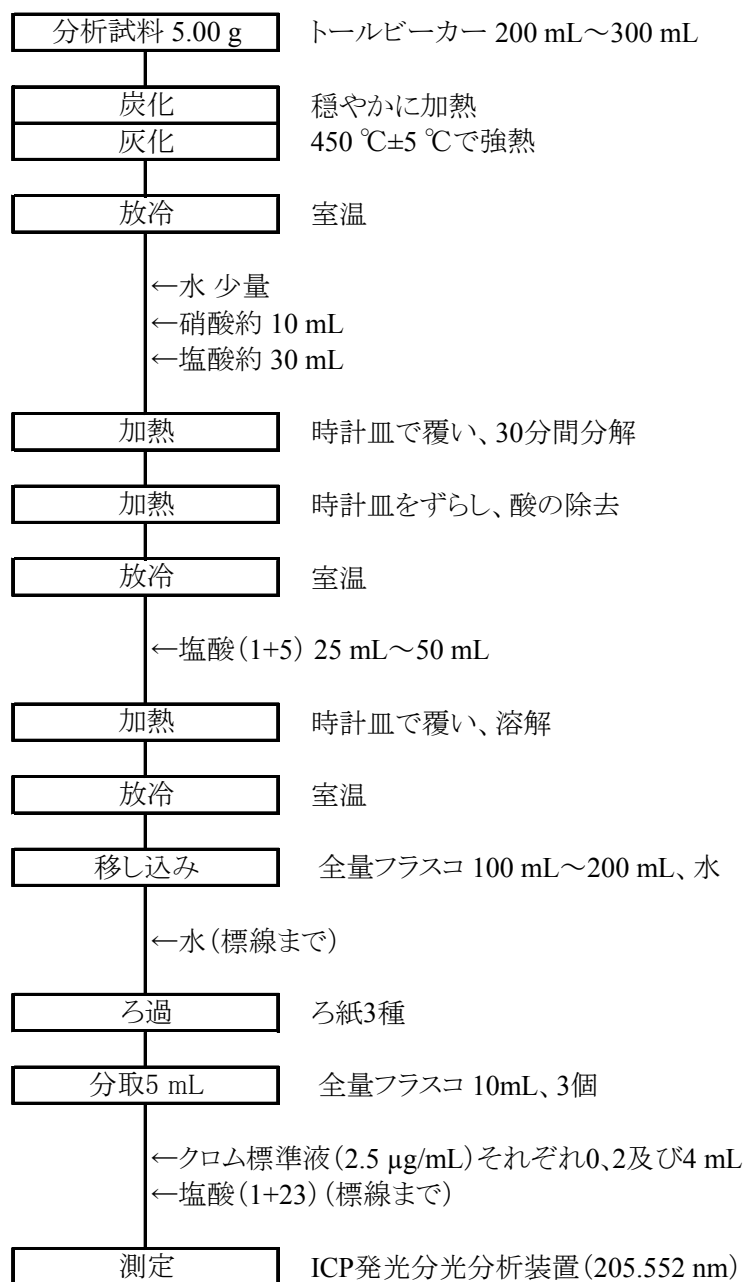 分析試料 5.00 g トールビーカー 200 mL～300 mL
炭化 穏やかに加熱
灰化 450 ℃±5 ℃で強熱
放冷 室温
←水 少量
←硝酸約 10 mL
←塩酸約 30 mL
加熱 時計皿で覆い、30分間分解
加熱 時計皿をずらし、酸の除去
放冷 室温
←塩酸（1+5） 25 mL～50 mL
加熱 時計皿で覆い、溶解
放冷 室温
移し込み 全量フラスコ 100 mL～200 mL、水
←水（標線まで）
ろ過 ろ紙3種
分取5 mL 全量フラスコ 10mL、3個
←クロム標準液（2.5 µg/mL）それぞれ0、2及び4 mL
←塩酸（1+23）（標線まで）
測定 ICP発光分光分析装置（205.552 nm）